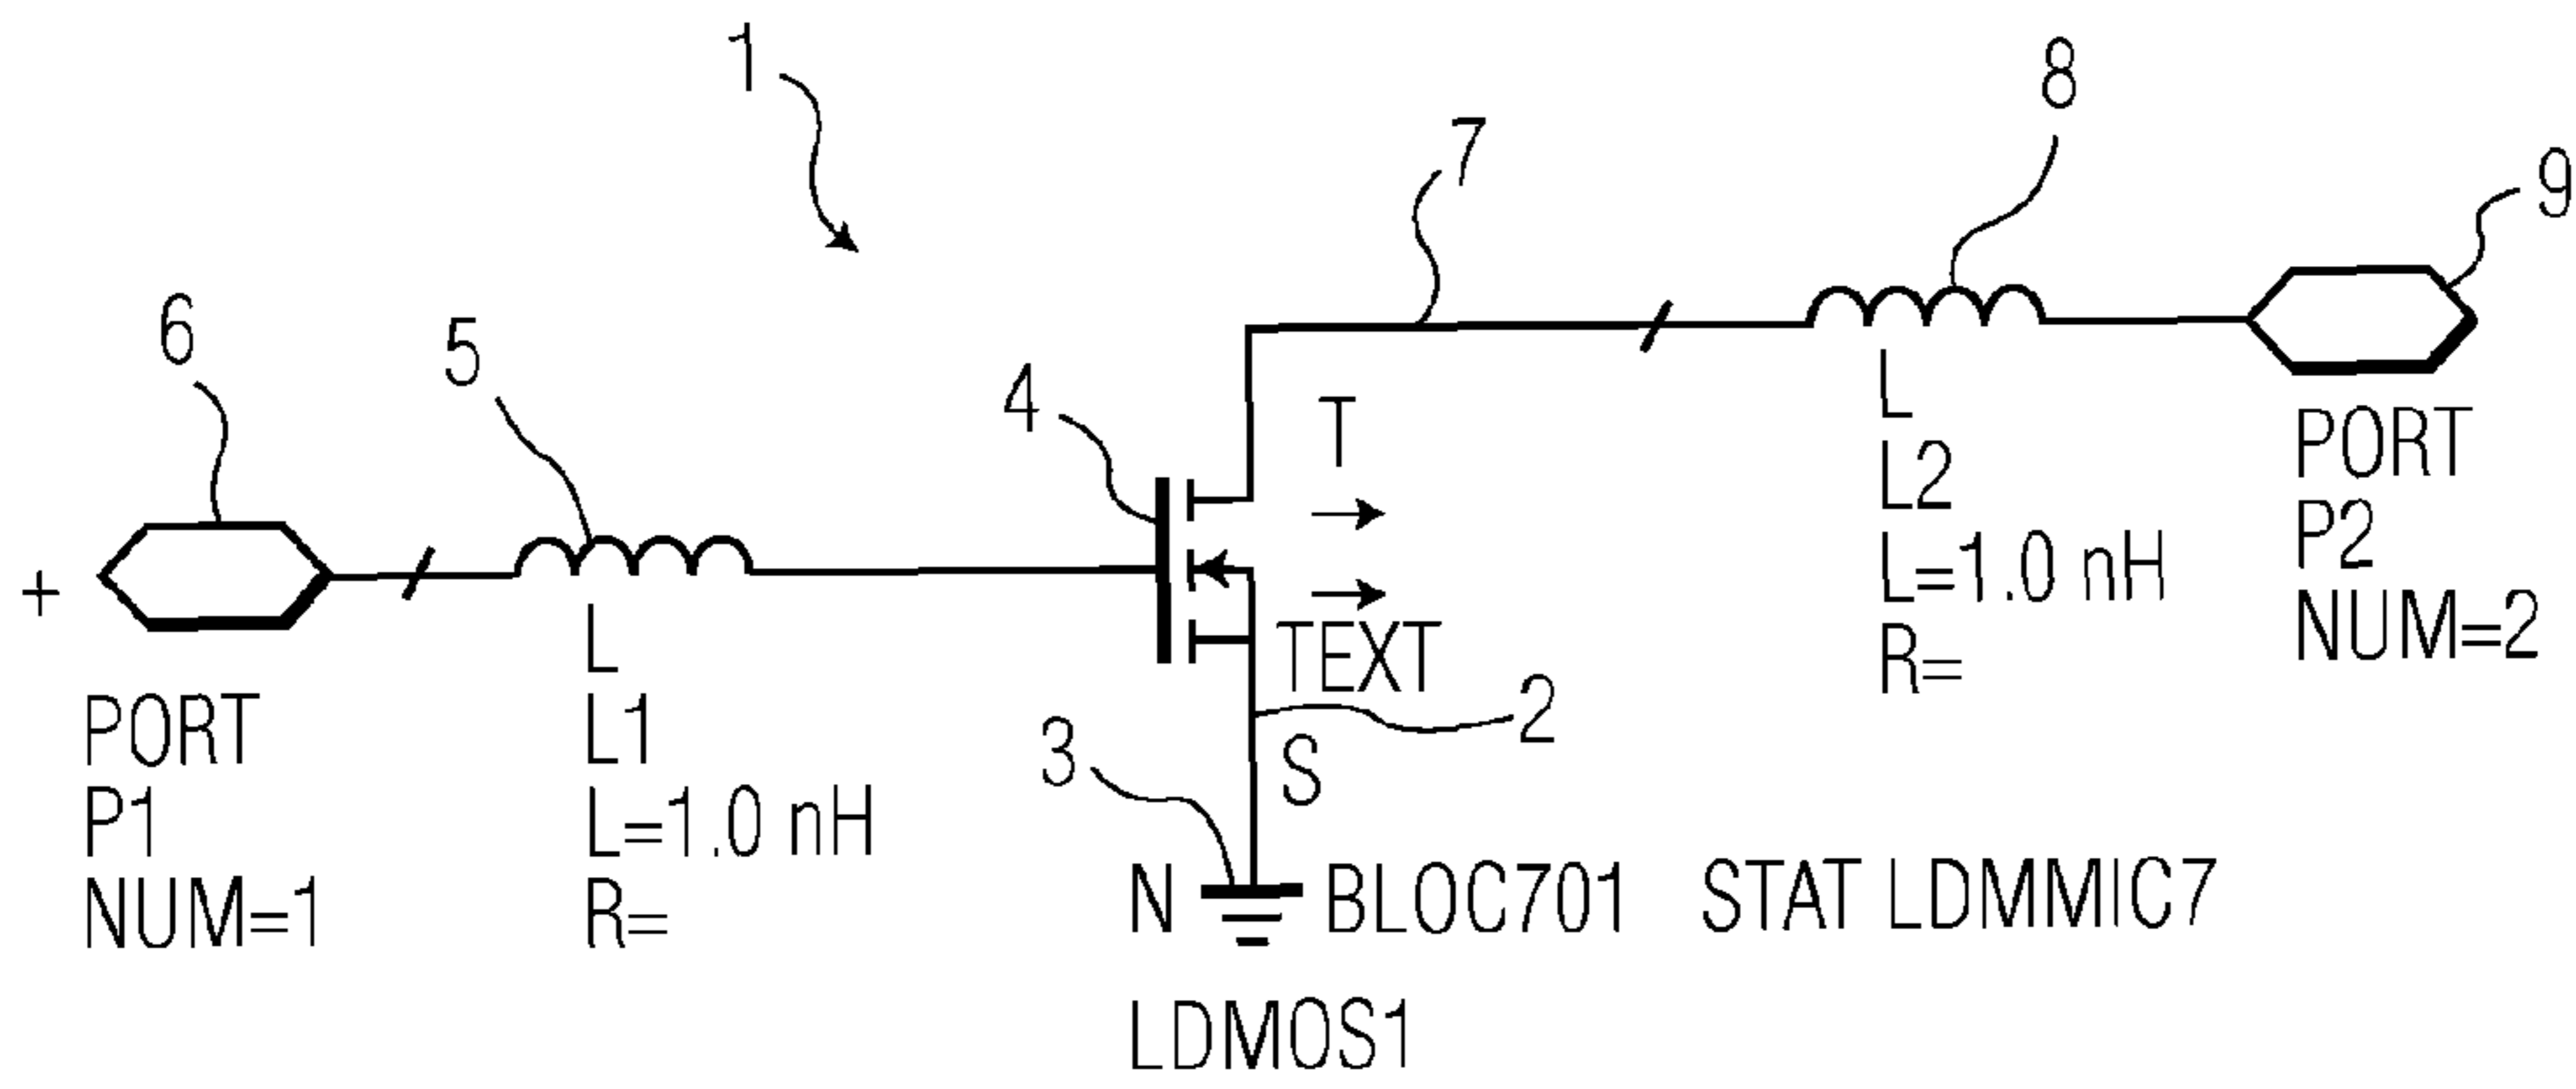 1
8
7
9
6
5
4
T
L
L2
L=1.0 nH
R=
PORT
P2
NUM=2
+
TEXT
2
S
3
PORT
P1
NUM=1
L
L1
L=1.0 nH
R=
N BLOC701 STAT LDMMIC7
LDMOS1